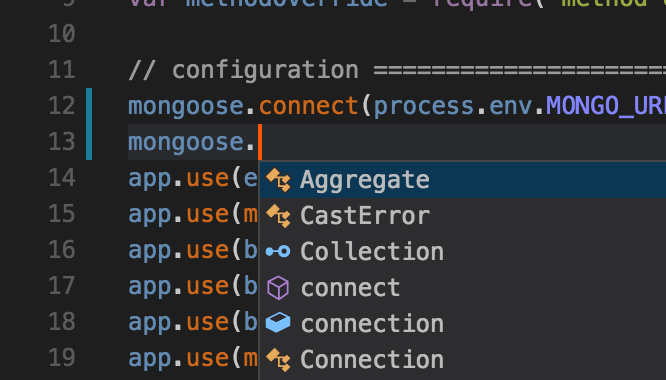 9 var methodOverride = require('method
10
11 // configuration =====================
12 mongoose.connect(process.env.MONGO_UR
13 mongoose.
Aggregate
14 app.use(e
CastError
15 app.use(m
Collection
16 app.use(b
connect
17 app.use(b
connection
18 app.use(b
Connection
19 app.use(m